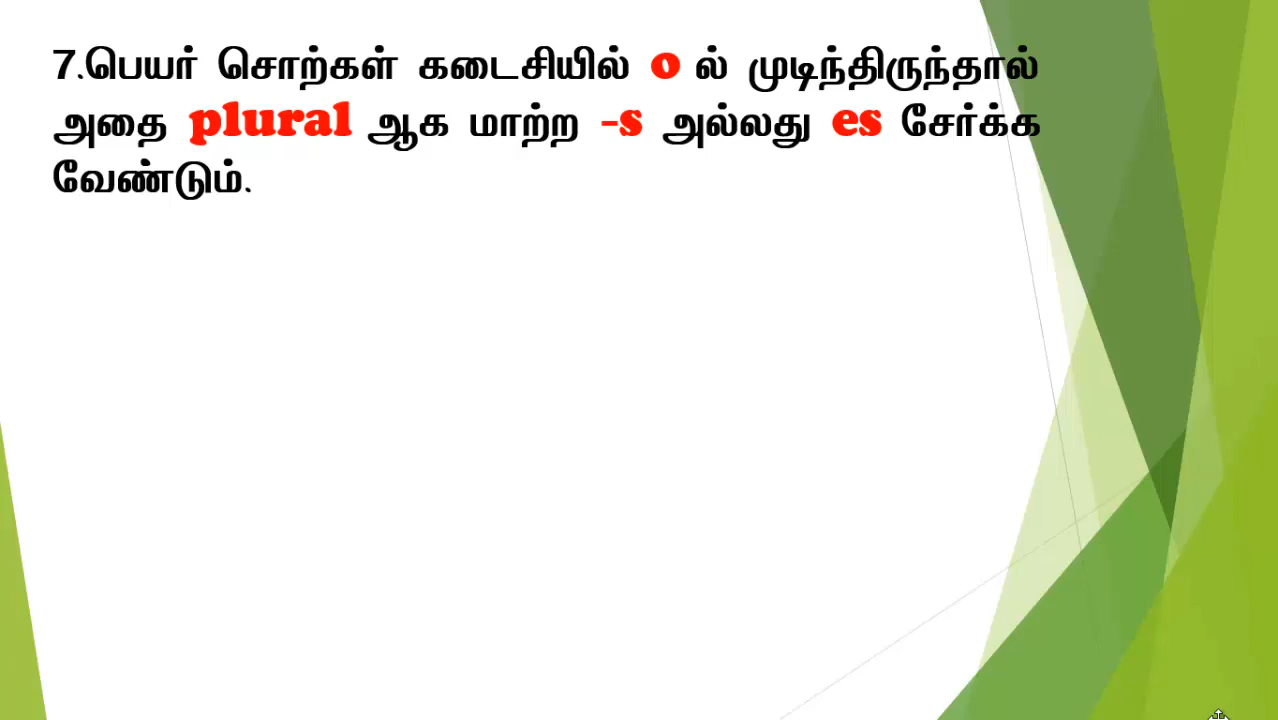 7.பெயர் சொற்கள் கடைசியில் o ல் முடிந்திருந்தால்
அதை plural ஆக மாற்ற -s அல்லது es சேர்க்க
வேண்டும்.